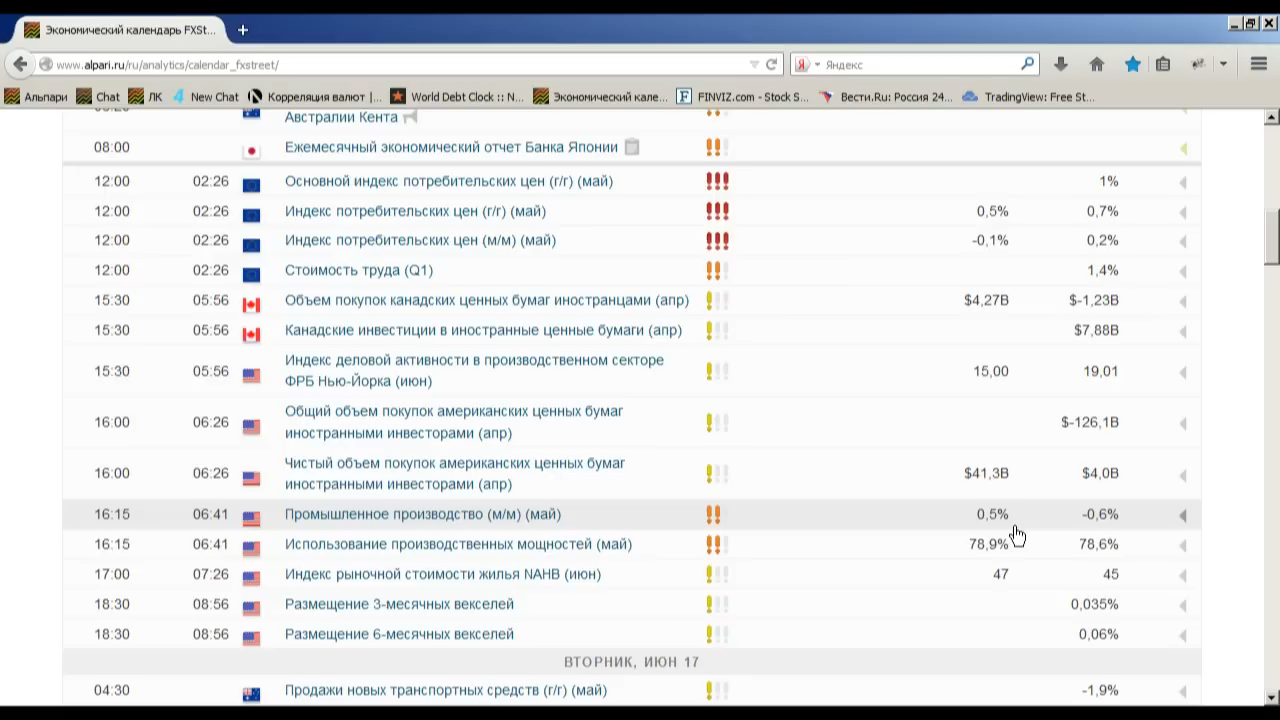 Экономический календарь FXSt...
www.alpari.ru/ru/analytics/calendar_fxstreet/
Яндекс
Альпари Chat ЛК New Chat Корреляция валют |... World Debt Clock :: N... Экономический кале... FINVIZ.com - Stock S... Вести.Ru: Россия 24... TradingView: Free St...
Австралии Кента
08:00 Ежемесячный экономический отчет Банка Японии
12:00 02:26 Основной индекс потребительских цен (г/г) (май) 1%
12:00 02:26 Индекс потребительских цен (г/г) (май) 0,5% 0,7%
12:00 02:26 Индекс потребительских цен (м/м) (май) -0,1% 0,2%
12:00 02:26 Стоимость труда (Q1) 1,4%
15:30 05:56 Объем покупок канадских ценных бумаг иностранцами (апр) $4,27B $-1,23B
15:30 05:56 Канадские инвестиции в иностранные ценные бумаги (апр) $7,88B
Индекс деловой активности в производственном секторе
15:30 05:56 ФРБ Нью-Йорка (июн) 15,00 19,01
Общий объем покупок американских ценных бумаг
16:00 06:26 иностранными инвесторами (апр) $-126,1B
Чистый объем покупок американских ценных бумаг
16:00 06:26 иностранными инвесторами (апр) $41,3B $4,0B
16:15 06:41 Промышленное производство (м/м) (май) 0,5% -0,6%
16:15 06:41 Использование производственных мощностей (май) 78,9% 78,6%
17:00 07:26 Индекс рыночной стоимости жилья NAHB (июн) 47 45
18:30 08:56 Размещение 3-месячных векселей 0,035%
18:30 08:56 Размещение 6-месячных векселей 0,06%
ВТОРНИК, ИЮН 17
04:30 Продажи новых транспортных средств (г/г) (май) -1,9%